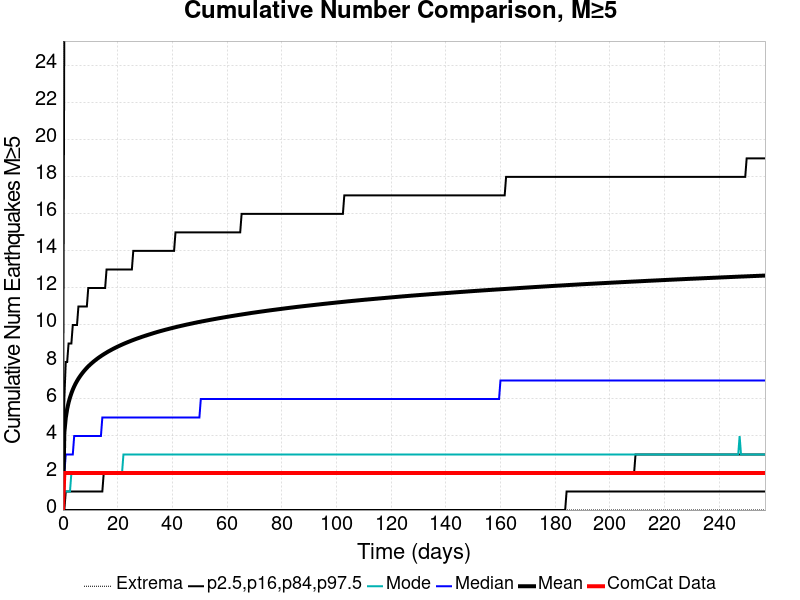 Cumulative Number Comparison, M≥5
Cumulative Num Earthquakes M≥5
24
22
20
18
16
14
12
10
8
6
4
2
0
0 20 40 60 80 100 120 140 160 180 200 220 240
Time (days)
Extrema p2.5,p16,p84,p97.5 Mode Median Mean ComCat Data